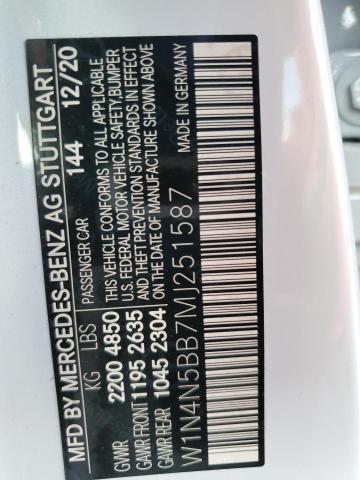 MFD BY MERCEDES-BENZ AG STUTTGART
144 12/20
KG LBS PASSENGER CAR
GVWR 2200 4850
GAWR FRONT 1195 2635
GAWR REAR 1045 2304
THIS VEHICLE CONFORMS TO ALL APPLICABLE
U.S. FEDERAL MOTOR VEHICLE SAFETY, BUMPER
AND THEFT PREVENTION STANDARDS IN EFFECT
ON THE DATE OF MANUFACTURE SHOWN ABOVE
MADE IN GERMANY
W1N4N5BB7MJ251587